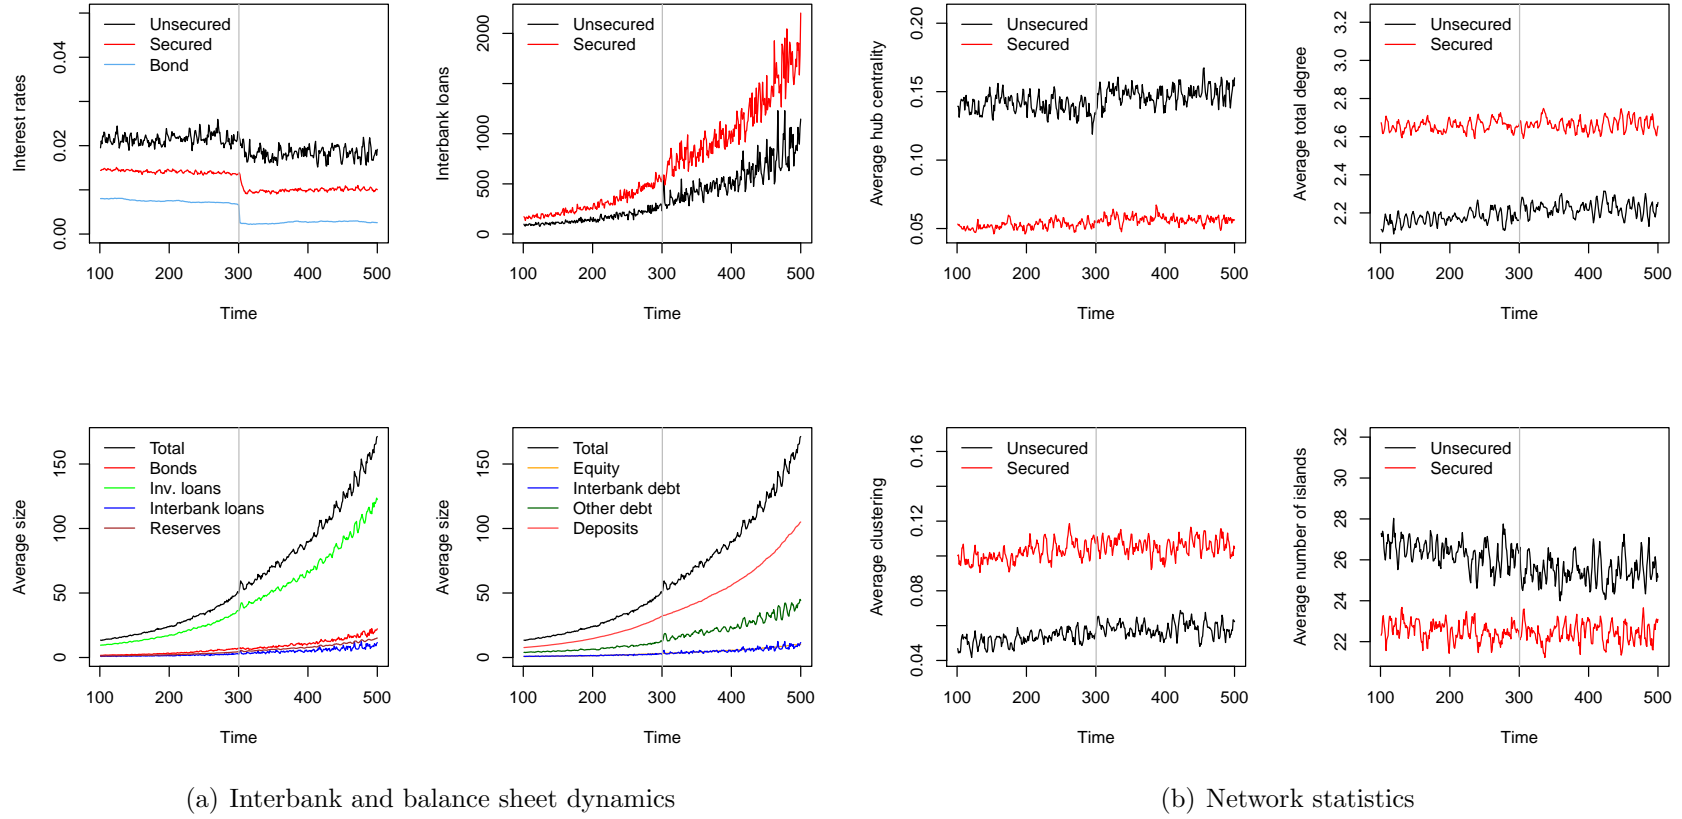 Interest rates
0.00 0.02 0.04
Unsecured
Secured
Bond
100 200 300 400 500
Time
Interbank loans
0 500 1000 2000
Unsecured
Secured
100 200 300 400 500
Time
Average hub centrality
0.05 0.10 0.15 0.20
Unsecured
Secured
100 200 300 400 500
Time
Average total degree
2.2 2.4 2.6 2.8 3.0 3.2
Unsecured
Secured
100 200 300 400 500
Time
Average size
0 50 100 150
Total
Bonds
Inv. loans
Interbank loans
Reserves
100 200 300 400 500
Time
Average size
0 50 100 150
Total
Equity
Interbank debt
Other debt
Deposits
100 200 300 400 500
Time
Average clustering
0.04 0.08 0.12 0.16
Unsecured
Secured
100 200 300 400 500
Time
Average number of islands
22 24 26 28 30 32
Unsecured
Secured
100 200 300 400 500
Time
(a) Interbank and balance sheet dynamics
(b) Network statistics